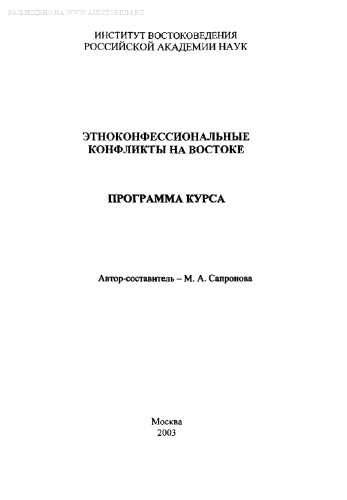 РАЗМЕЩЕНО НА WWW.AUDITORIUM.RU
ИНСТИТУТ ВОСТОКОВЕДЕНИЯ
РОССИЙСКОЙ АКАДЕМИИ НАУК
ЭТНОКОНФЕССИОНАЛЬНЫЕ
КОНФЛИКТЫ НА ВОСТОКЕ
ПРОГРАММА КУРСА
Автор-составитель – М. А. Сапронова
Москва
2003